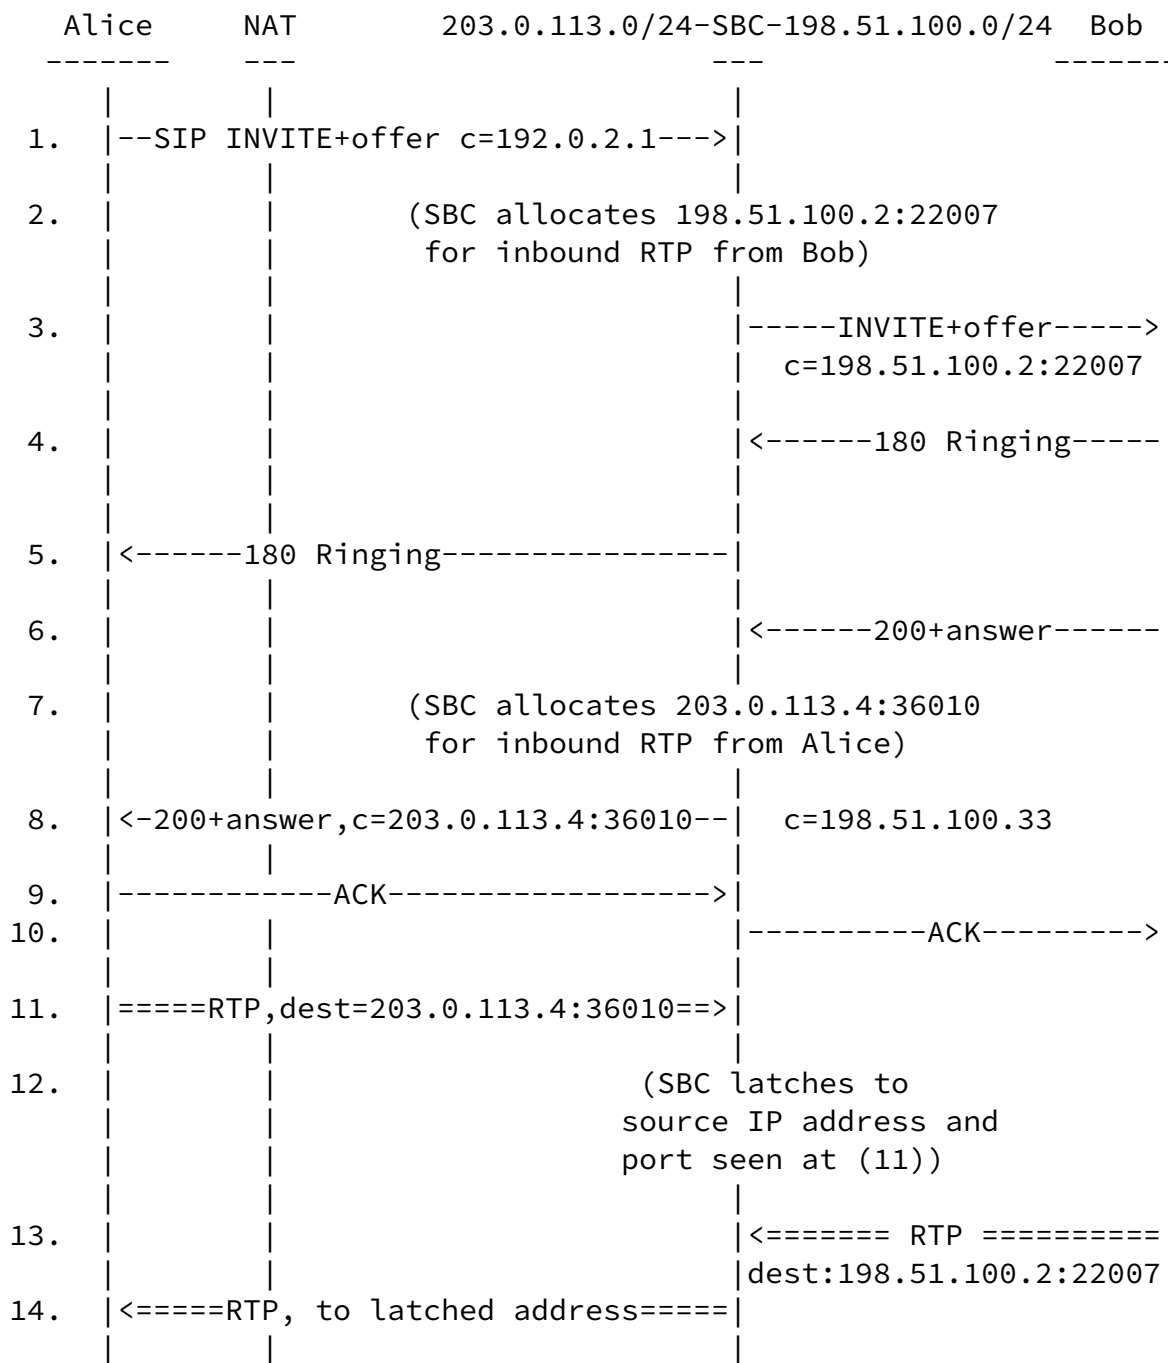 Alice NAT 203.0.113.0/24-SBC-198.51.100.0/24 Bob
------- --- --- -------
1. |--SIP INVITE+offer c=192.0.2.1--->|
2. (SBC allocates 198.51.100.2:22007
for inbound RTP from Bob)
3. |-----INVITE+offer----->
c=198.51.100.2:22007
4. |<------180 Ringing-----
5. |<------180 Ringing----------------|
6. |<------200+answer------
7. (SBC allocates 203.0.113.4:36010
for inbound RTP from Alice)
8. |<-200+answer,c=203.0.113.4:36010--| c=198.51.100.33
9. |------------ACK------------------>|
10. |----------ACK--------->
11. |=====RTP,dest=203.0.113.4:36010==>|
12. (SBC latches to
source IP address and
port seen at (11))
13. |<======= RTP ==========
|dest:198.51.100.2:22007
14. |<=====RTP, to latched address=====|